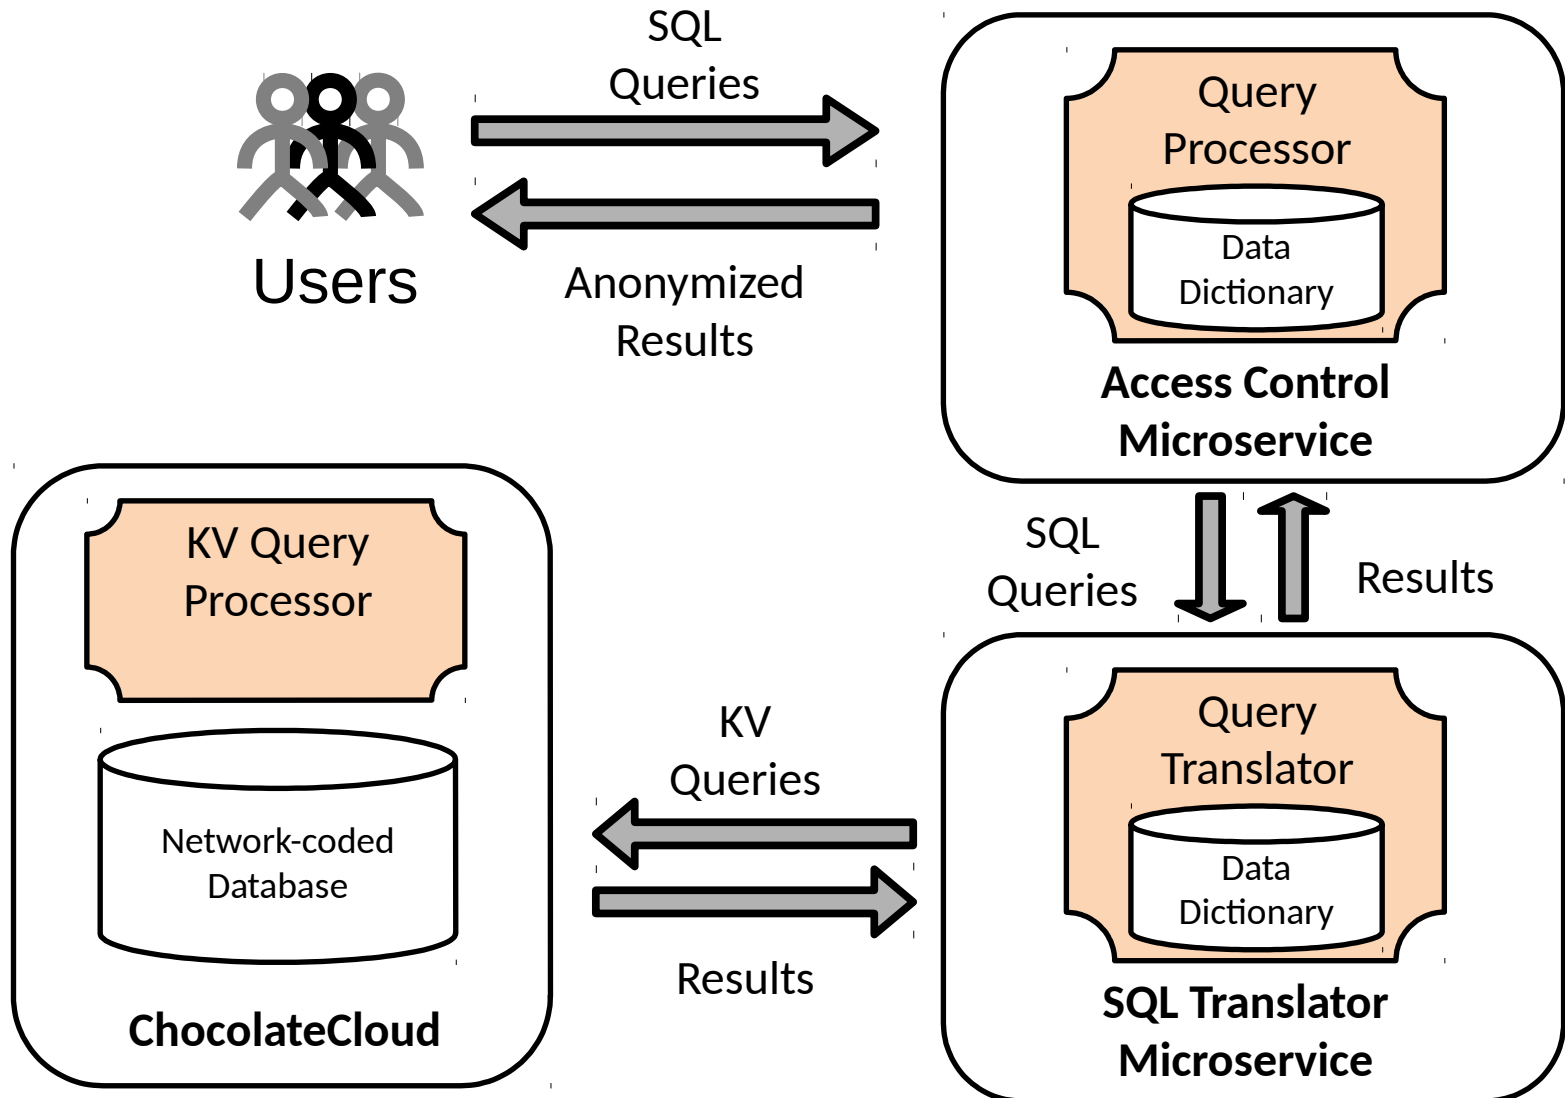 SQL
Queries
Users
Anonymized
Results
Query
Processor
Data
Dictionary
Access Control
Microservice
SQL
Queries
Results
KV Query
Processor
Network-coded
Database
ChocolateCloud
KV
Queries
Results
Query
Translator
Data
Dictionary
SQL Translator
Microservice